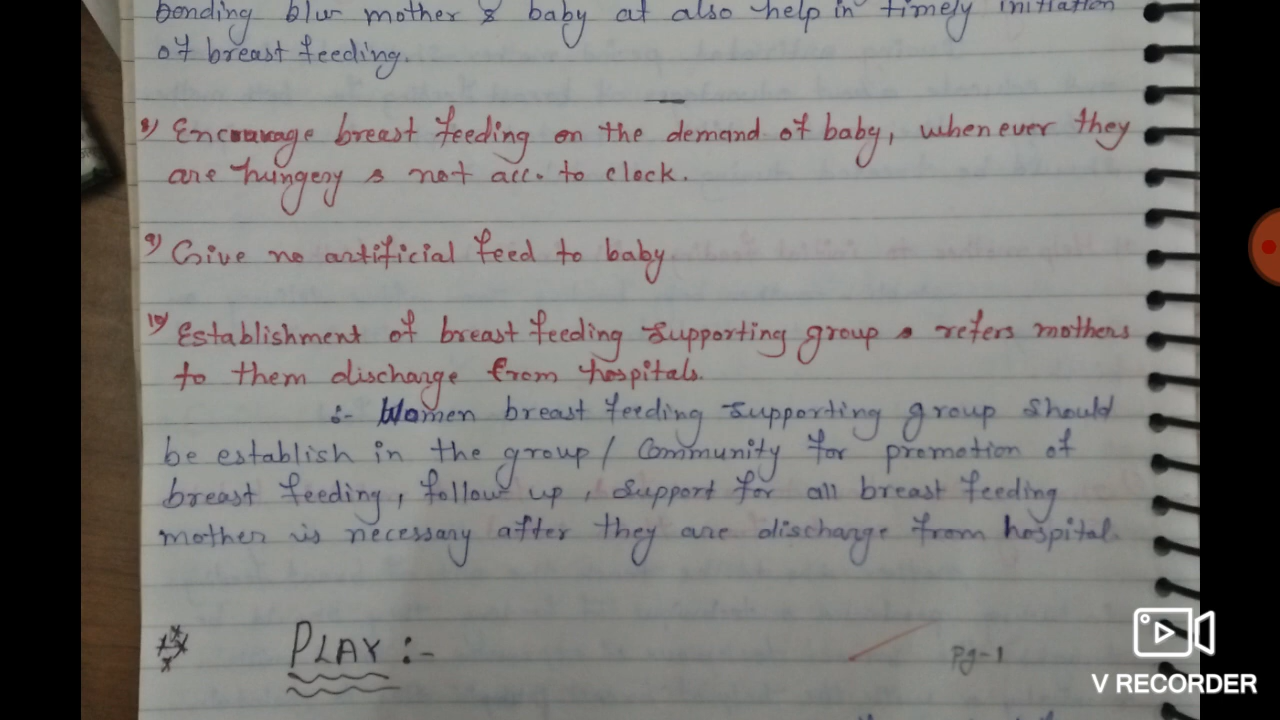 bonding b/w mother & baby at also help in timely initiation
of breast feeding.
8) Encourage breast feeding on the demand of baby, whenever they
are hungery & not acc. to clock.
9) Give no artificial feed to baby
10) Establishment of breast feeding supporting group & refers mothers
to them discharge from hospitals.
:- Women breast feeding supporting group should
be establish in the group / Community for promotion of
breast feeding, follow up, support for all breast feeding
mother is necessary after they are discharge from hospital.
PLAY :-
Pg-1
V RECORDER